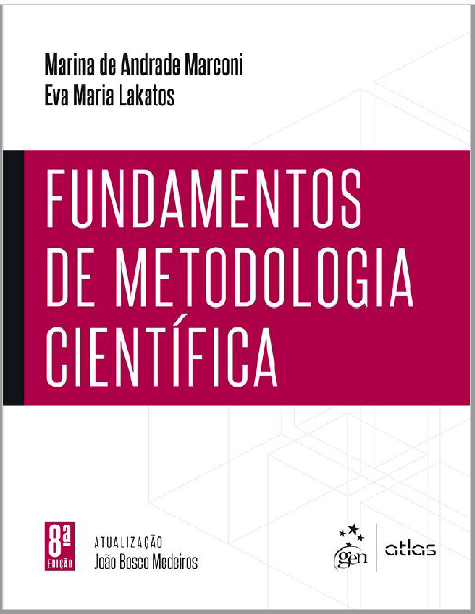 Marina de Andrade Marconi
Eva Maria Lakatos
FUNDAMENTOS
DE METODOLOGIA
CIENTÍFICA
8ª
EDIÇÃO
ATUALIZAÇÃO
João Bosco Medeiros
gen
atlas